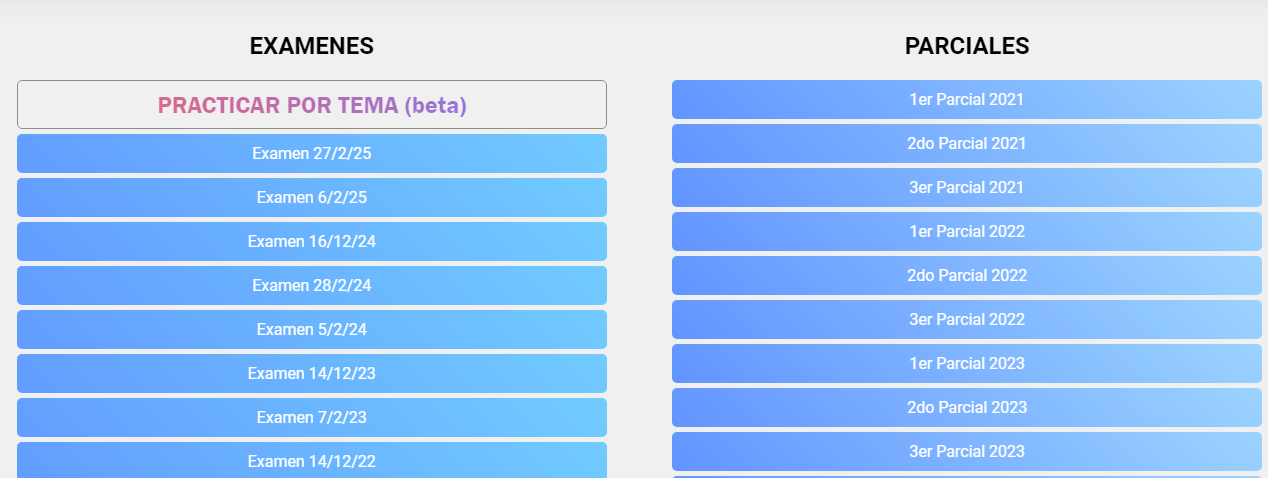 EXAMENES
PRACTICAR POR TEMA (beta)
Examen 27/2/25
Examen 6/2/25
Examen 16/12/24
Examen 28/2/24
Examen 5/2/24
Examen 14/12/23
Examen 7/2/23
Examen 14/12/22
PARCIALES
1er Parcial 2021
2do Parcial 2021
3er Parcial 2021
1er Parcial 2022
2do Parcial 2022
3er Parcial 2022
1er Parcial 2023
2do Parcial 2023
3er Parcial 2023